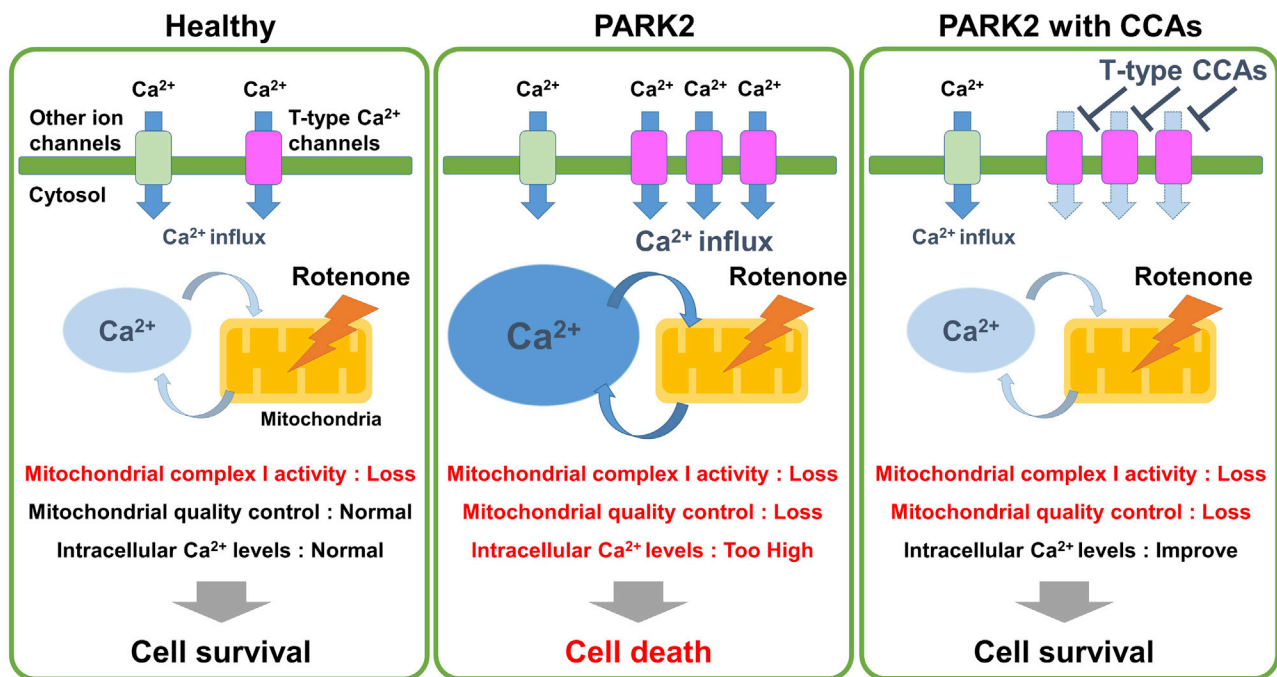 Healthy
Ca²⁺
Ca²⁺
Other ion
channels
T-type Ca²⁺
channels
Cytosol
Ca²⁺ influx
Rotenone
Ca²⁺
Mitochondria
Mitochondrial complex I activity : Loss
Mitochondrial quality control : Normal
Intracellular Ca²⁺ levels : Normal
Cell survival
PARK2
Ca²⁺
Ca²⁺ Ca²⁺ Ca²⁺
Ca²⁺ influx
Rotenone
Ca²⁺
Mitochondrial complex I activity : Loss
Mitochondrial quality control : Loss
Intracellular Ca²⁺ levels : Too High
Cell death
PARK2 with CCAs
T-type CCAs
Ca²⁺
Ca²⁺ influx
Rotenone
Ca²⁺
Mitochondrial complex I activity : Loss
Mitochondrial quality control : Loss
Intracellular Ca²⁺ levels : Improve
Cell survival